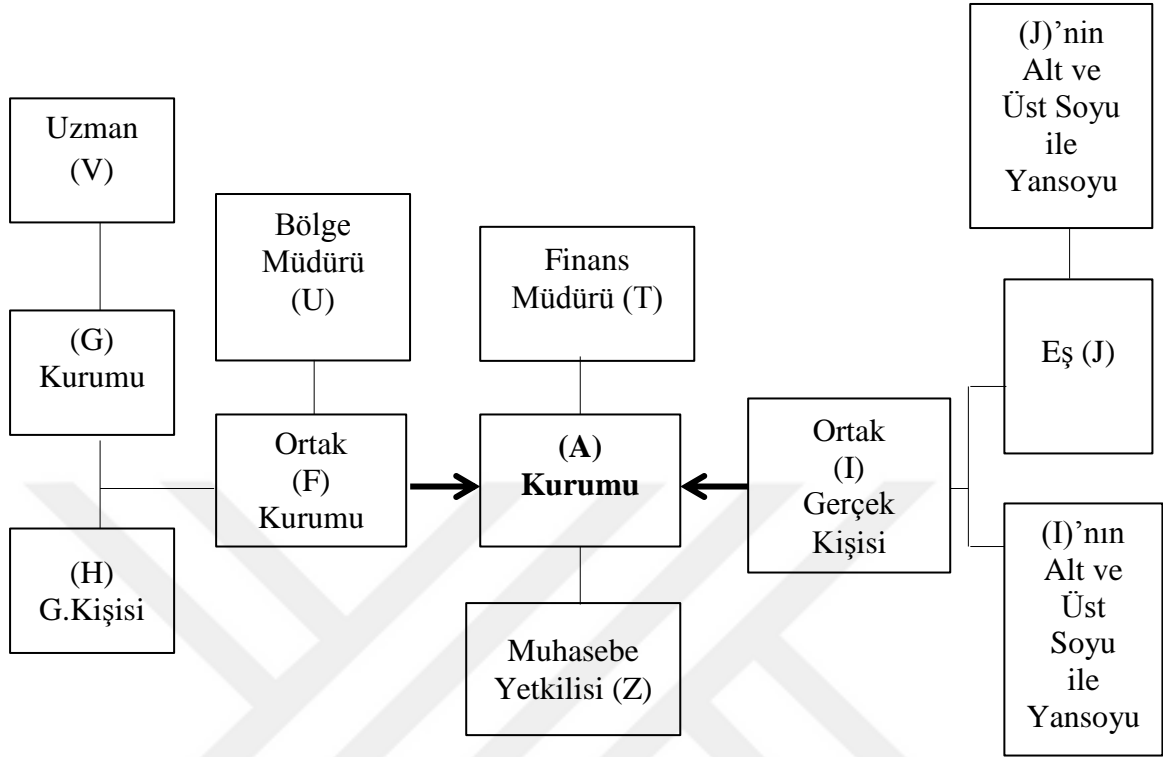 (J)’nin
Alt ve
Üst Soyu
ile
Yansoyu
Uzman
(V)
Bölge
Müdürü
(U)
Finans
Müdürü (T)
Eş (J)
(G)
Kurumu
Ortak
(F)
Kurumu
(A)
Kurumu
Ortak
(I)
Gerçek
Kişisi
(H)
G.Kişisi
Muhasebe
Yetkilisi (Z)
(I)’nın
Alt ve
Üst
Soyu
ile
Yansoyu